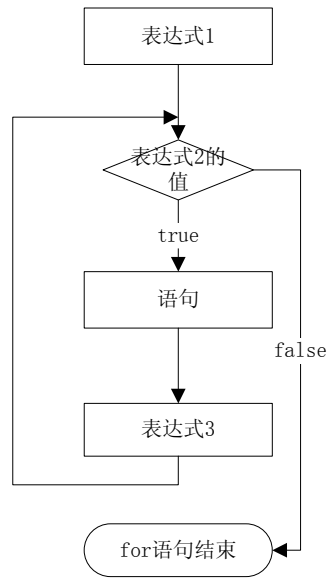 表达式1
表达式2的
值
true
语句
false
表达式3
for语句结束